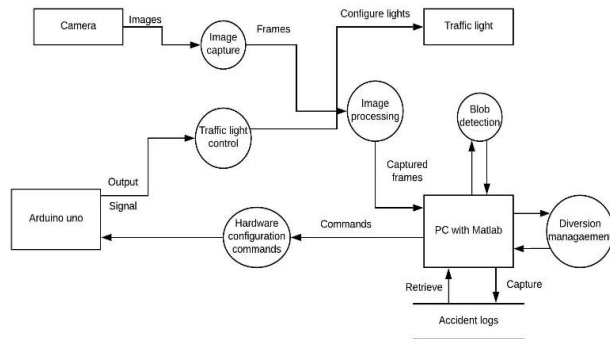 Camera
Images
Image
capture
Frames
Configure lights
Traffic light
Image
processing
Blob
detection
Traffic light
control
Output
Signal
Captured
frames
Arduino uno
Hardware
configuration
commands
Commands
PC with Matlab
Diversion
managaement
Retrieve
Capture
Accident logs